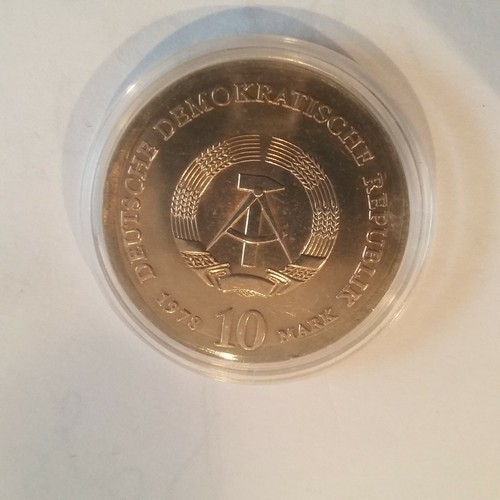 DEUTSCHE DEMOKRATISCHE REPUBLIK
1978 10 MARK